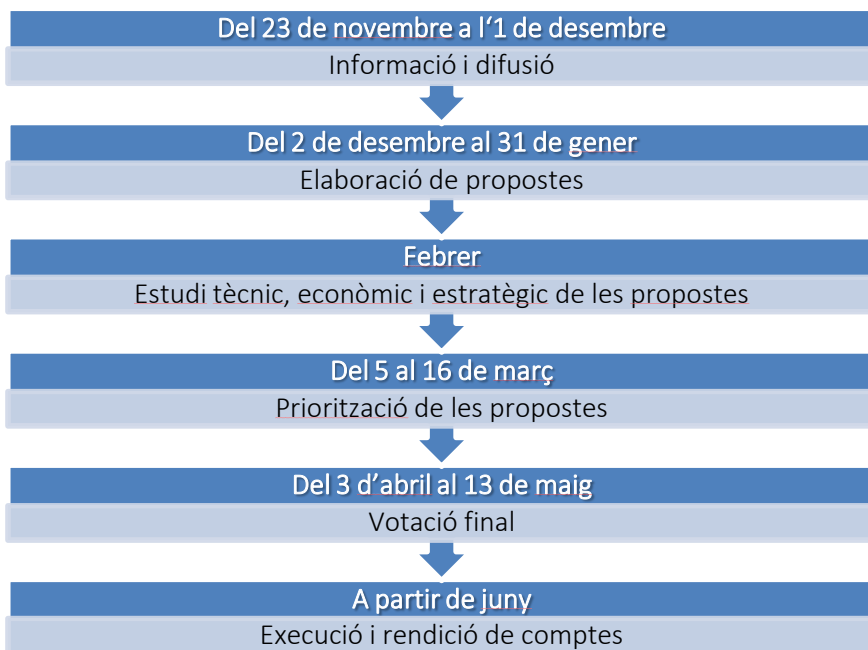 Del 23 de novembre a l‘1 de desembre
Informació i difusió
Del 2 de desembre al 31 de gener
Elaboració de propostes
Febrer
Estudi tècnic, econòmic i estratègic de les propostes
Del 5 al 16 de març
Priorització de les propostes
Del 3 d’abril al 13 de maig
Votació final
A partir de juny
Execució i rendició de comptes